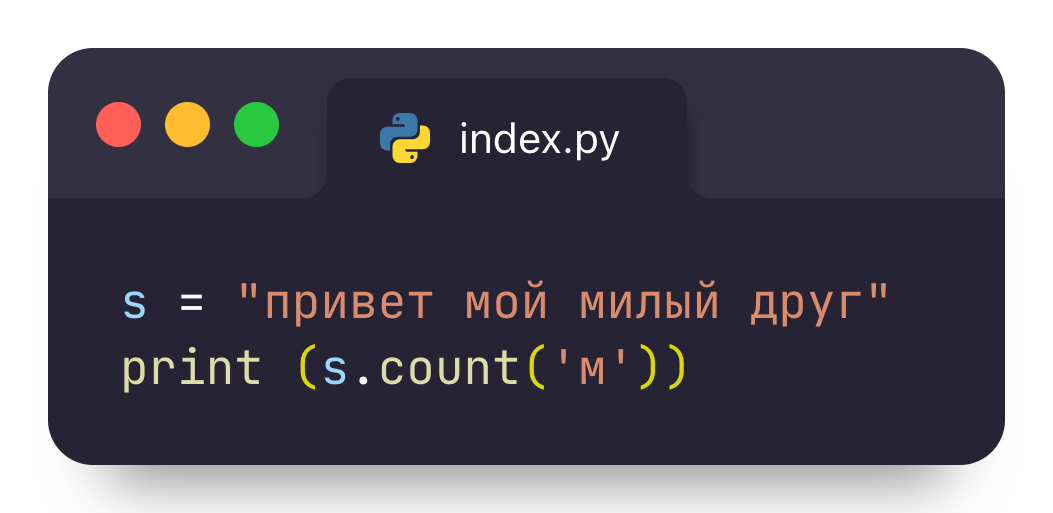 index.py
s = "привет мой милый друг"
print (s.count('м'))